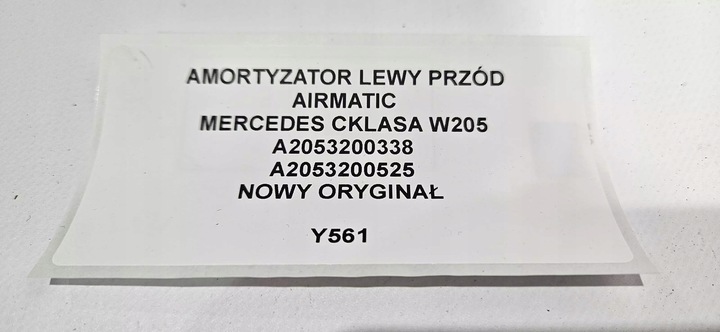 AMORTYZATOR LEWY PRZÓD
AIRMATIC
MERCEDES CKLASA W205
A2053200338
A2053200525
NOWY ORYGINAŁ
Y561